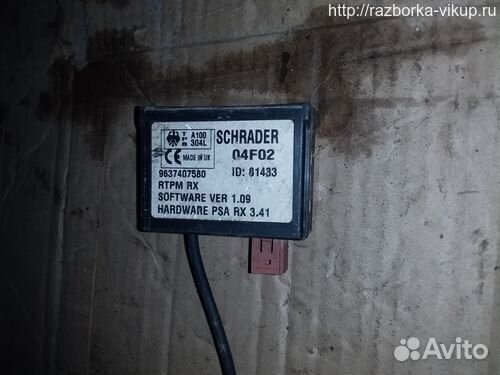 http://razborka-vikup.ru
T P S A100 304L
SCHRADER
CE MADE IN UK
04F02
9637407580
ID: 81433
RTPM RX
SOFTWARE VER 1.09
HARDWARE PSA RX 3.41
Avito